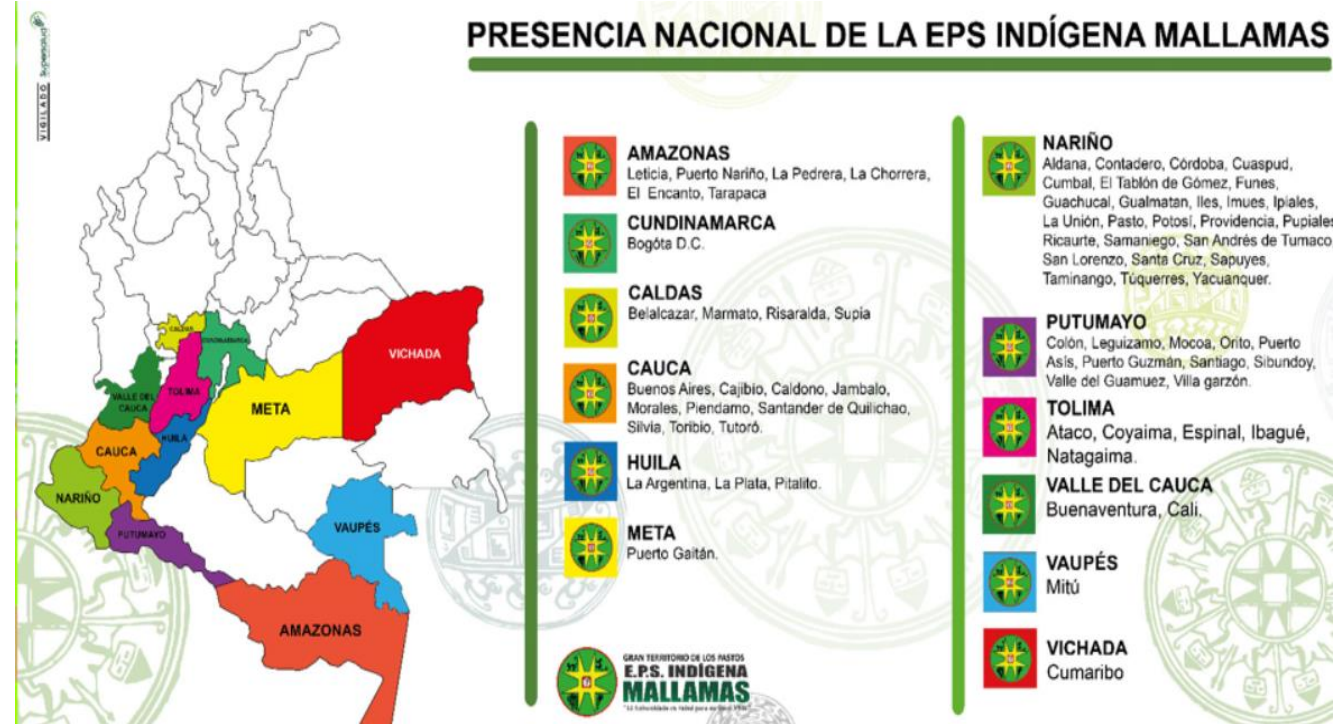 VIGILADO Supersalud
PRESENCIA NACIONAL DE LA EPS INDÍGENA MALLAMAS
CALDAS
CUNDINAMARCA
VICHADA
TOLIMA
VALLE DEL
CAUCA
META
HUILA
CAUCA
NARIÑO
VAUPÉS
PUTUMAYO
AMAZONAS
AMAZONAS
Leticia, Puerto Nariño, La Pedrera, La Chorrera,
El Encanto, Tarapaca
CUNDINAMARCA
Bogóta D.C.
CALDAS
Belalcazar, Marmato, Risaralda, Supia
CAUCA
Buenos Aires, Cajibio, Caldono, Jambalo,
Morales, Piendamo, Santander de Quilichao,
Silvia, Toribio, Tutoró.
HUILA
La Argentina, La Plata, Pitalito.
META
Puerto Gaitán.
GRAN TERRITORIO DE LOS PASTOS
E.P.S. INDÍGENA
MALLAMAS
NARIÑO
Aldana, Contadero, Córdoba, Cuaspud,
Cumbal, El Tablón de Gómez, Funes,
Guachucal, Gualmatan, Iles, Imues, Ipiales,
La Unión, Pasto, Potosí, Providencia, Pupiales
Ricaurte, Samaniego, San Andrés de Tumaco
San Lorenzo, Santa Cruz, Sapuyes,
Taminango, Túquerres, Yacuanquer.
PUTUMAYO
Colón, Leguizamo, Mocoa, Orito, Puerto
Asís, Puerto Guzmán, Santiago, Sibundoy,
Valle del Guamuez, Villa garzón.
TOLIMA
Ataco, Coyaima, Espinal, Ibagué,
Natagaima.
VALLE DEL CAUCA
Buenaventura, Cali.
VAUPÉS
Mitú
VICHADA
Cumaribo